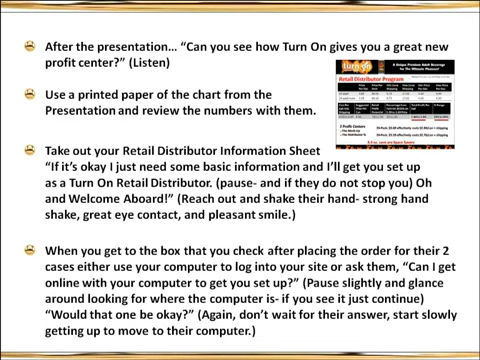 After the presentation… “Can you see how Turn On gives you a great new
profit center?” (Listen)
turn on
Retail Distributor Program
Use a printed paper of the chart from the
Presentation and review the numbers with them.
3 Profit Centers
Take out your Retail Distributor Information Sheet
“If it’s okay I just need some basic information and I’ll get you set up
as a Turn On Retail Distributor. (pause- and if they do not stop you) Oh
and Welcome Aboard!” (Reach out and shake their hand- strong hand
shake, great eye contact, and pleasant smile.)
When you get to the box that you check after placing the order for their 2
cases either use your computer to log into your site or ask them, “Can I get
online with your computer to get you set up?” (Pause slightly and glance
around looking for where the computer is- if you see it just continue)
“Would that one be okay?” (Again, don’t wait for their answer, start slowly
getting up to move to their computer.)